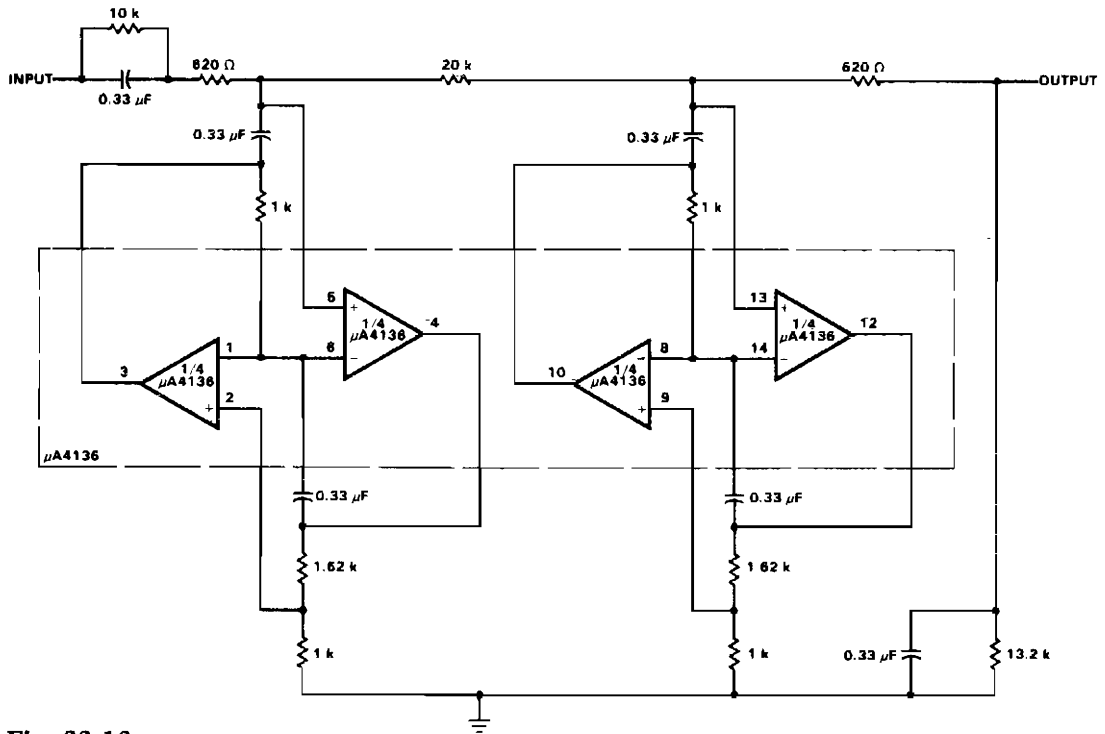 10 k
INPUT
0.33 µF
620 Ω
20 k
620 Ω
OUTPUT
0.33 µF
0.33 µF
1 k
1 k
5
+
1/4
µA4136
4
6
−
1
−
1/4
µA4136
3
2
+
13
+
1/4
µA4136
12
14
−
8
−
1/4
µA4136
10
9
+
µA4136
0.33 µF
0.33 µF
1.62 k
1.62 k
1 k
1 k
0.33 µF
13.2 k